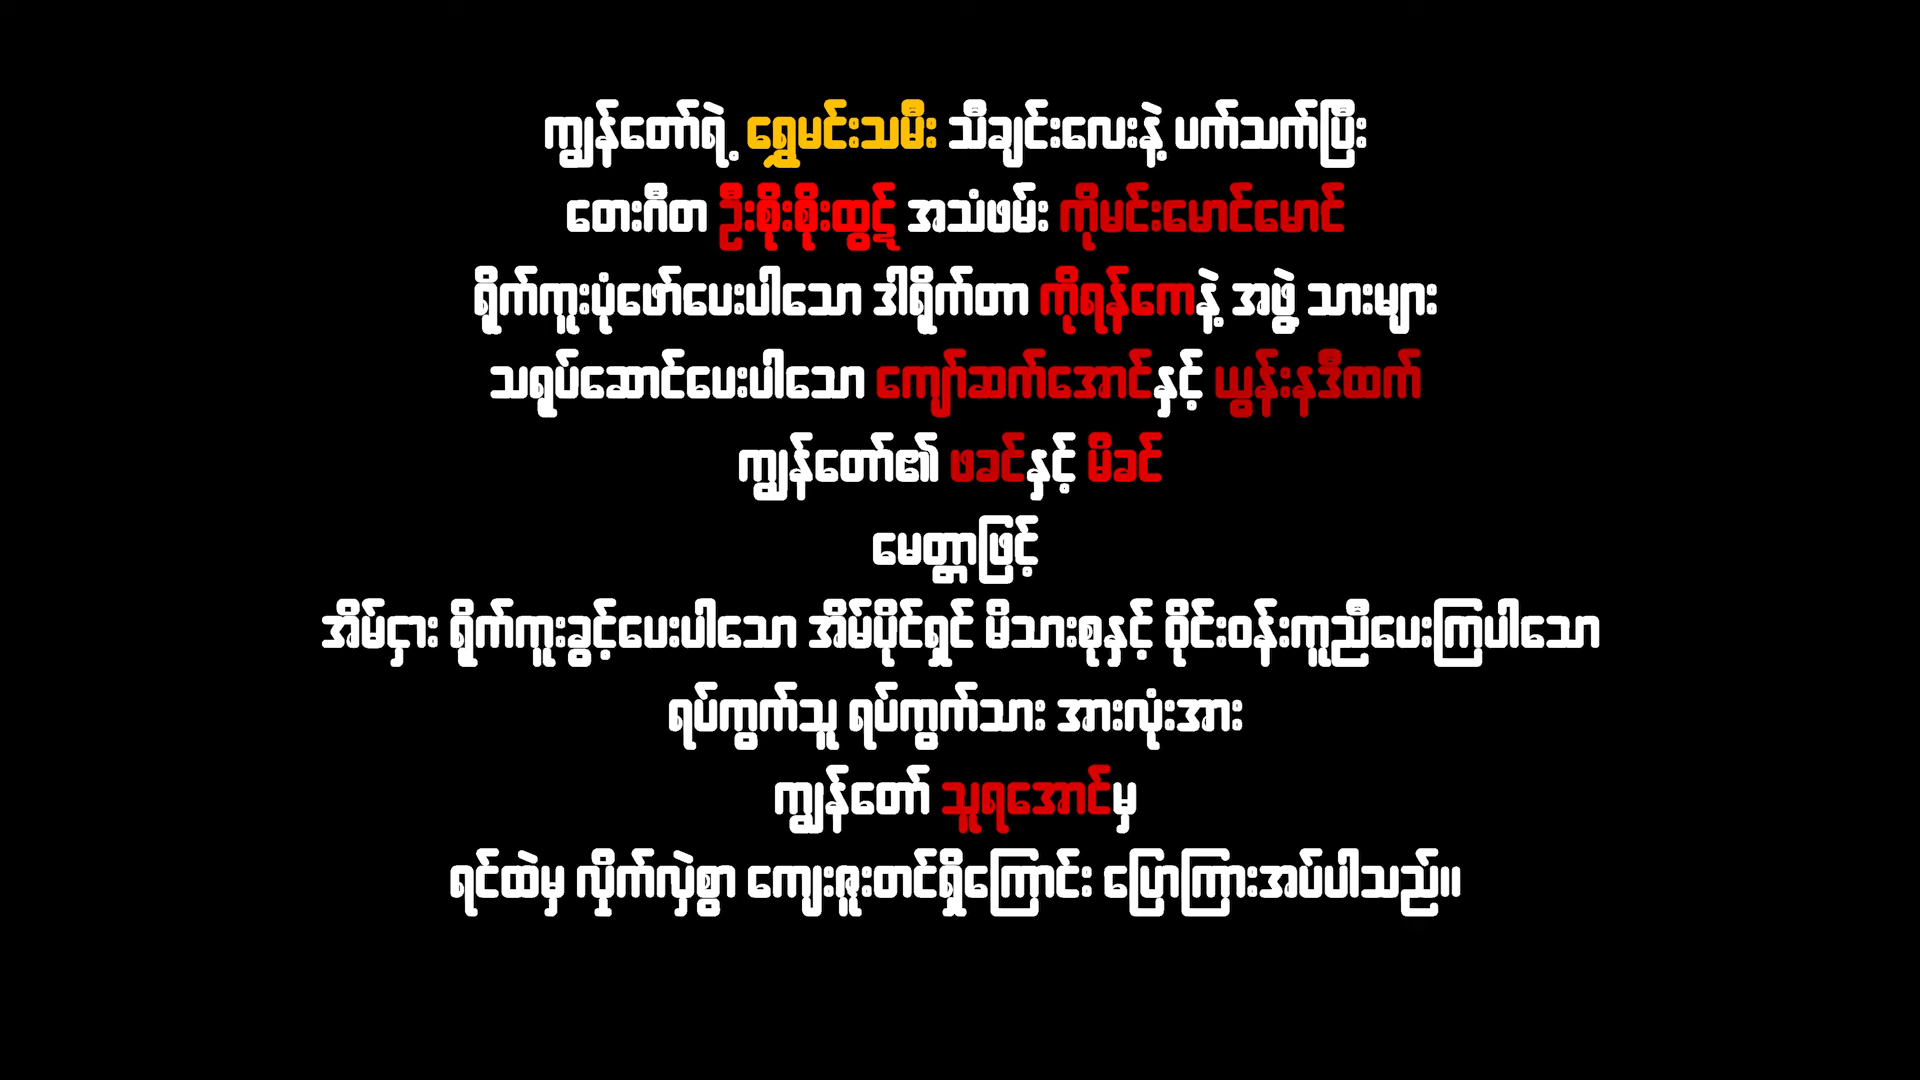 ကျွန်တော်ရဲ့ ရွှေမင်းသမီး သီချင်းလေးနဲ့ ပက်သက်ပြီး
တေးဂီတ ဦးစိုးစိုးထွဋ် အသံဖမ်း ကိုမင်းမောင်မောင်
ရိုက်ကူးပုံဖော်ပေးပါသော ဒါရိုက်တာ ကိုရန်ကေနဲ့ အဖွဲ့ သားများ
သရုပ်ဆောင်ပေးပါသော ကျော်ဆက်အောင်နှင့် ယွန်းနဒီထက်
ကျွန်တော်၏ ဖခင်နှင့် မိခင်
မေတ္တာဖြင့်
အိမ်ငှား ရိုက်ကူးခွင့်ပေးပါသော အိမ်ပိုင်ရှင် မိသားစုနှင့် ဝိုင်းဝန်းကူညီပေးကြပါသော
ရပ်ကွက်သူ ရပ်ကွက်သား အားလုံးအား
ကျွန်တော် သူရအောင်မှ
ရင်ထဲမှ လှိုက်လှဲစွာ ကျေးဇူးတင်ရှိကြောင်း ပြောကြားအပ်ပါသည်။